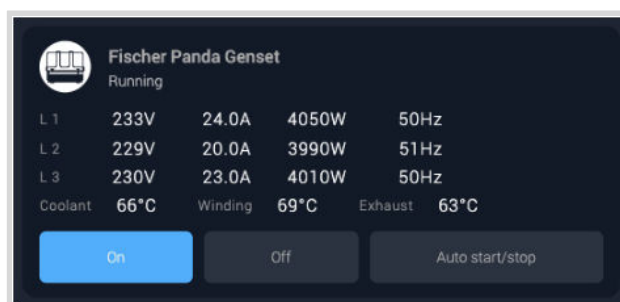 Fischer Panda Genset
Running
L 1 233V 24.0A 4050W 50Hz
L 2 229V 20.0A 3990W 51Hz
L 3 230V 23.0A 4010W 50Hz
Coolant 66°C Winding 69°C Exhaust 63°C
On Off Auto start/stop